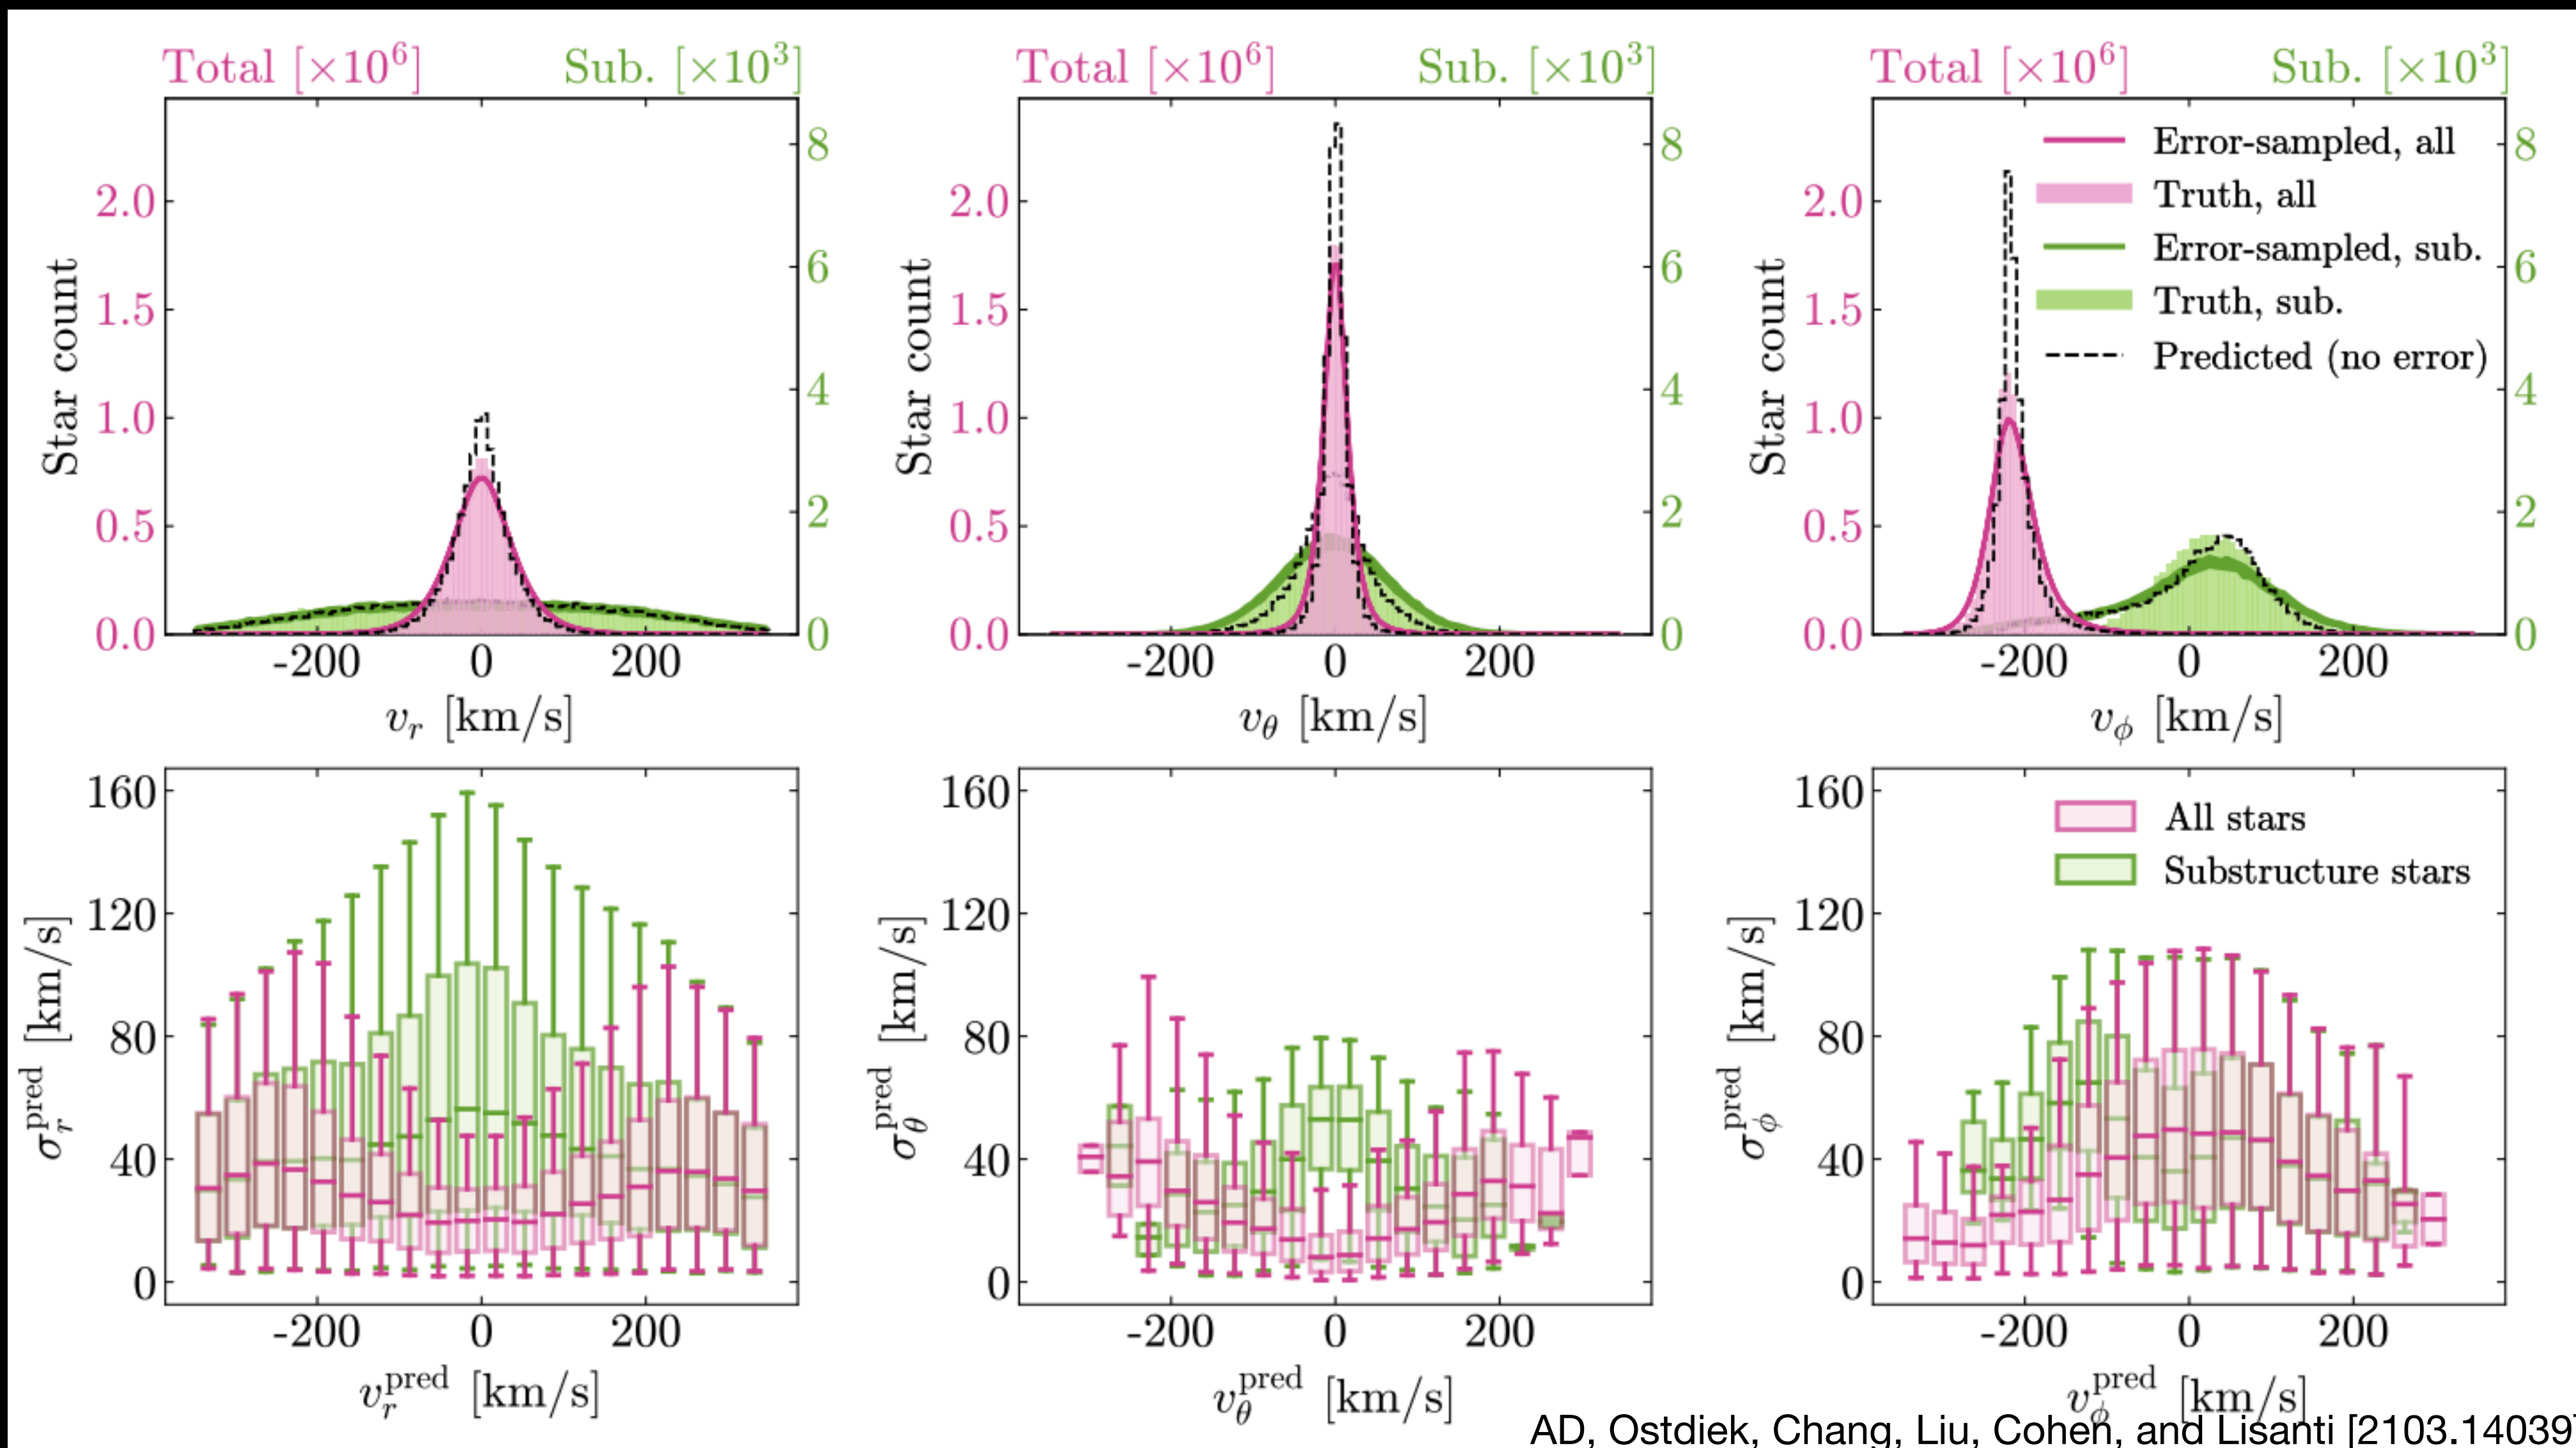 Total [×10⁶] Sub. [×10³]
Total [×10⁶] Sub. [×10³]
Total [×10⁶] Sub. [×10³]
Star count
2.0
1.5
1.0
0.5
0.0
8
6
4
2
0
-200 0 200
v_r [km/s]
Star count
2.0
1.5
1.0
0.5
0.0
8
6
4
2
0
-200 0 200
v_θ [km/s]
Star count
2.0
1.5
1.0
0.5
0.0
Error-sampled, all
Truth, all
Error-sampled, sub.
Truth, sub.
Predicted (no error)
8
6
4
2
0
-200 0 200
v_ϕ [km/s]
σ_r^pred [km/s]
160
120
80
40
0
-200 0 200
v_r^pred [km/s]
σ_θ^pred [km/s]
160
120
80
40
0
-200 0 200
v_θ^pred [km/s]
σ_ϕ^pred [km/s]
160
120
80
40
0
All stars
Substructure stars
-200 0 200
v_ϕ^pred [km/s]
AD, Ostdiek, Chang, Liu, Cohen, and Lisanti [2103.14039]